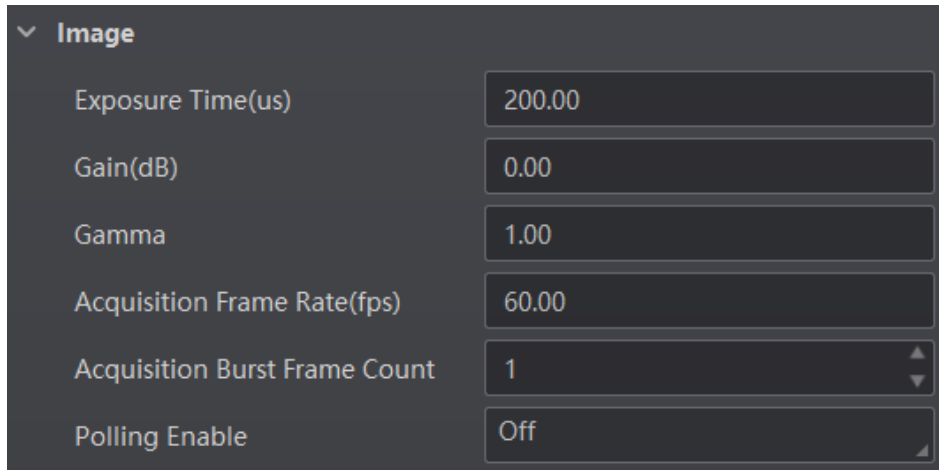 Image
Exposure Time(us) 200.00
Gain(dB) 0.00
Gamma 1.00
Acquisition Frame Rate(fps) 60.00
Acquisition Burst Frame Count 1
Polling Enable Off